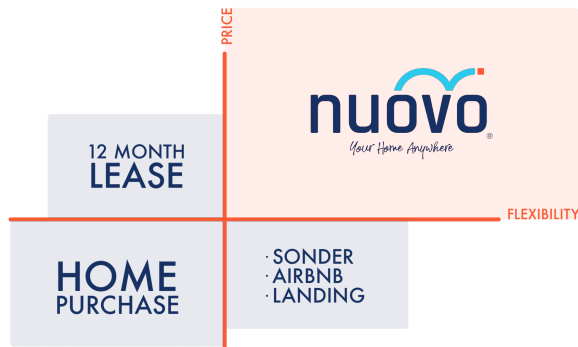 PRICE
nuovo®
Your Home Anywhere
12 MONTH
LEASE
FLEXIBILITY
HOME
PURCHASE
· SONDER
· AIRBNB
· LANDING